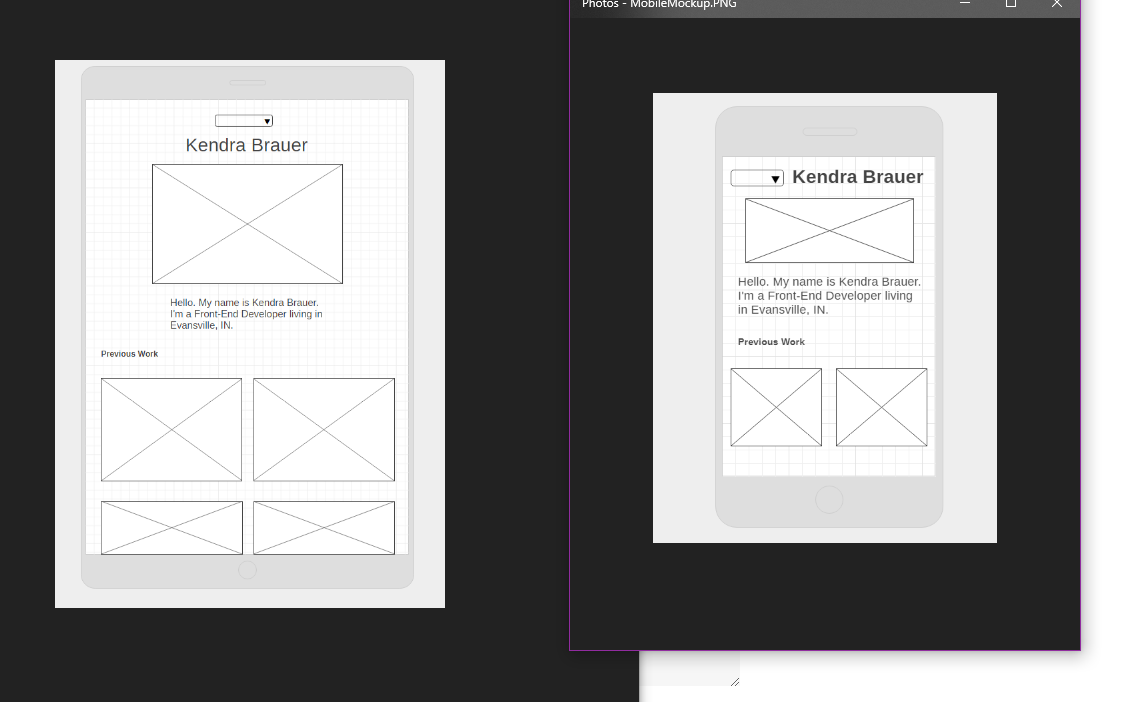 Photos - MobileMockup.PNG
Kendra Brauer
Hello. My name is Kendra Brauer.
I'm a Front-End Developer living in
Evansville, IN.
Previous Work
Kendra Brauer
Hello. My name is Kendra Brauer.
I'm a Front-End Developer living
in Evansville, IN.
Previous Work